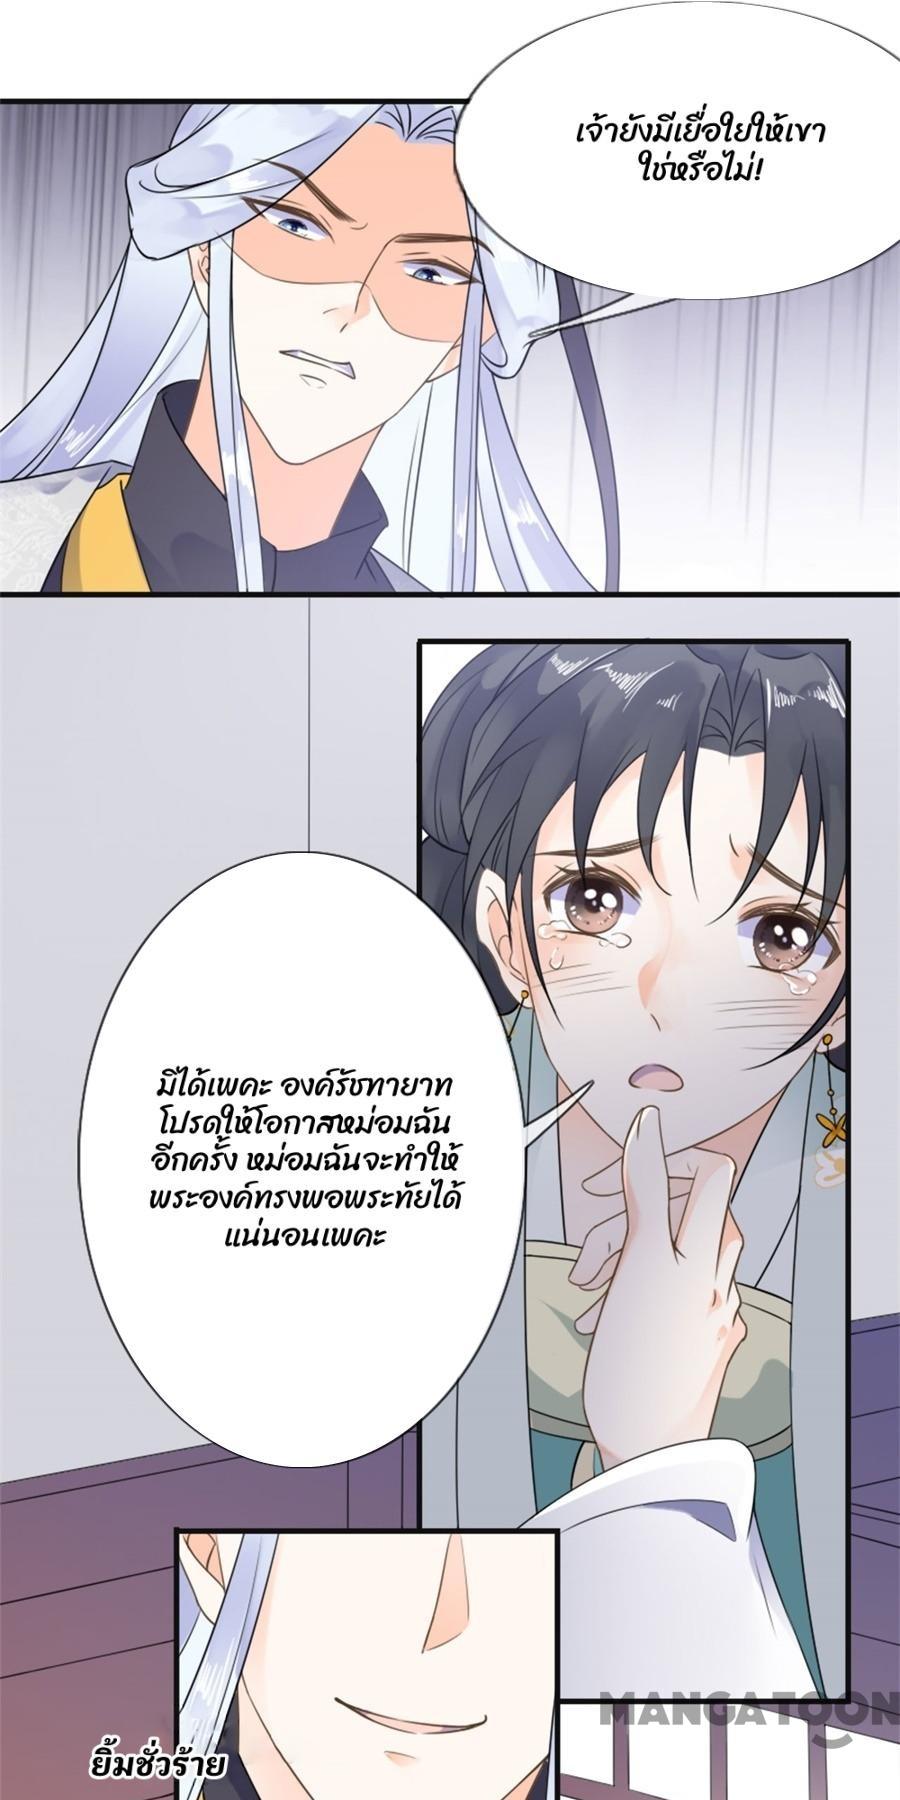 เจ้ายังมีเยื่อใยให้เขา
ใช่หรือไม่!
มิได้เพคะ องค์รัชทายาท
โปรดให้โอกาสหม่อมฉัน
อีกครั้ง หม่อมฉันจะทำให้
พระองค์ทรงพอพระทัยได้
แน่นอนเพคะ
MANGATOON
ยิ้มชั่วร้าย